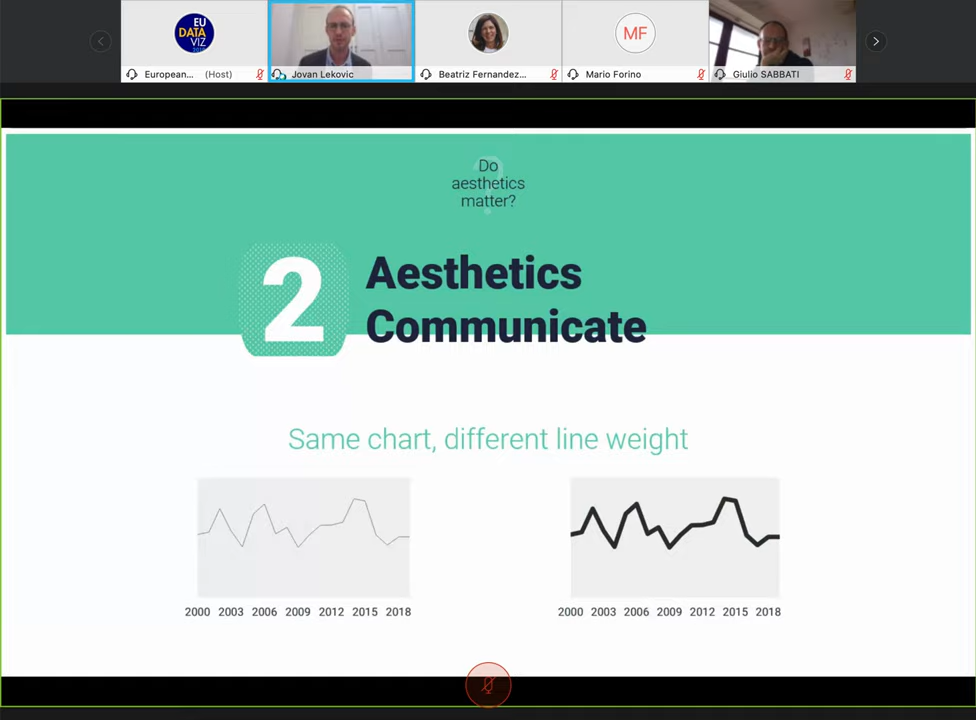 EU
DATA
VIZ
European... (Host)
Jovan Lekovic
Beatriz Fernandez...
MF
Mario Forino
Giulio SABBATI
?
Do
aesthetics
matter?
2
Aesthetics
Communicate
Same chart, different line weight
2000 2003 2006 2009 2012 2015 2018
2000 2003 2006 2009 2012 2015 2018